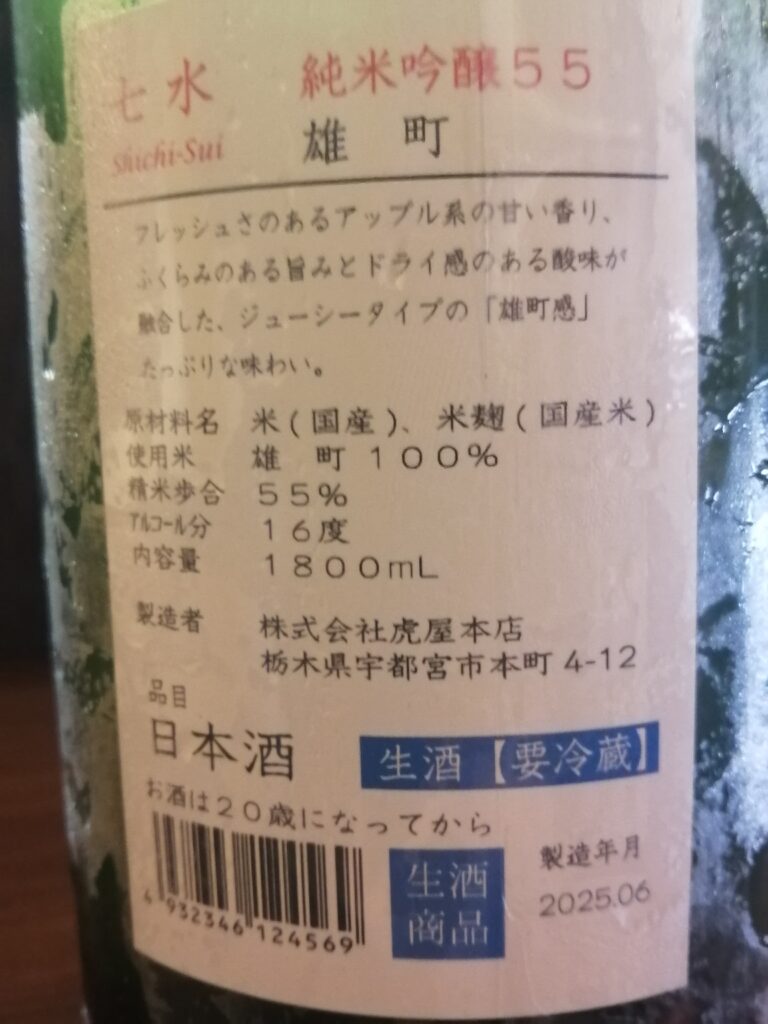 七水 純米吟醸55
Shichi-Sui 雄町
フレッシュさのあるアップル系の甘い香り、
ふくらみのある旨みとドライ感のある酸味が
融合した、ジューシータイプの「雄町感」
たっぷりな味わい。
原材料名 米(国産)、米麹(国産米)
使用米 雄町100%
精米歩合 55%
アルコール分 16度
内容量 1800mL
製造者 株式会社虎屋本店
栃木県宇都宮市本町4-12
品目
日本酒 生酒【要冷蔵】
お酒は20歳になってから
生酒
商品
製造年月
2025.06
4 932346 124569